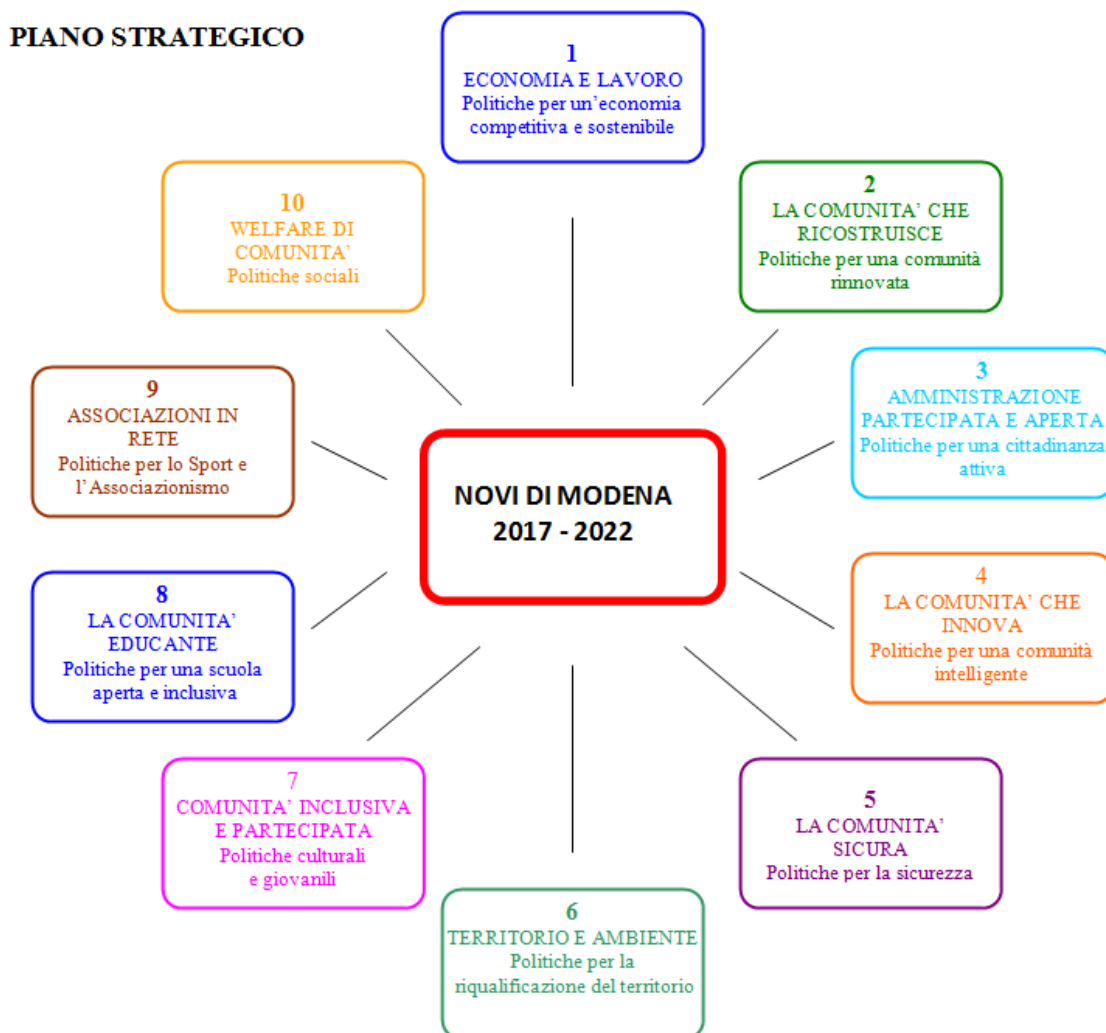 PIANO STRATEGICO
1
ECONOMIA E LAVORO
Politiche per un'economia
competitiva e sostenibile
2
LA COMUNITA' CHE
RICOSTRUISCE
Politiche per una comunità
rinnovata
3
AMMINISTRAZIONE
PARTECIPATA E APERTA
Politiche per una cittadinanza
attiva
4
LA COMUNITA' CHE
INNOVA
Politiche per una comunità
intelligente
5
LA COMUNITA'
SICURA
Politiche per la sicurezza
6
TERRITORIO E AMBIENTE
Politiche per la
riqualificazione del territorio
7
COMUNITA' INCLUSIVA
E PARTECIPATA
Politiche culturali
e giovanili
8
LA COMUNITA'
EDUCANTE
Politiche per una scuola
aperta e inclusiva
9
ASSOCIAZIONI IN
RETE
Politiche per lo Sport e
l'Associazionismo
10
WELFARE DI
COMUNITA'
Politiche sociali
NOVI DI MODENA
2017 - 2022